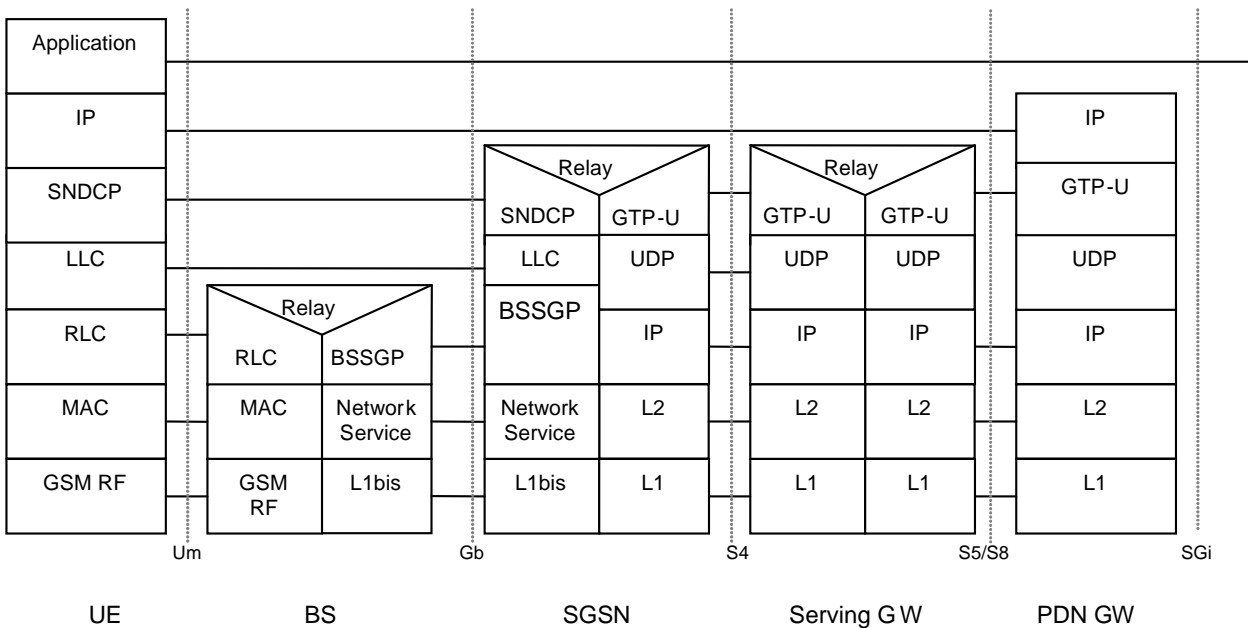 Application
IP
IP
Relay
Relay
SNDCP
GTP-U
SNDCP
GTP-U
GTP-U
GTP-U
LLC
LLC
UDP
UDP
UDP
UDP
Relay
BSSGP
RLC
IP
IP
IP
IP
RLC
BSSGP
MAC
MAC
Network
Service
Network
Service
L2
L2
L2
L2
GSM RF
GSM
RF
L1bis
L1bis
L1
L1
L1
L1
Um
Gb
S4
S5/S8
SGi
UE
BS
SGSN
Serving GW
PDN GW